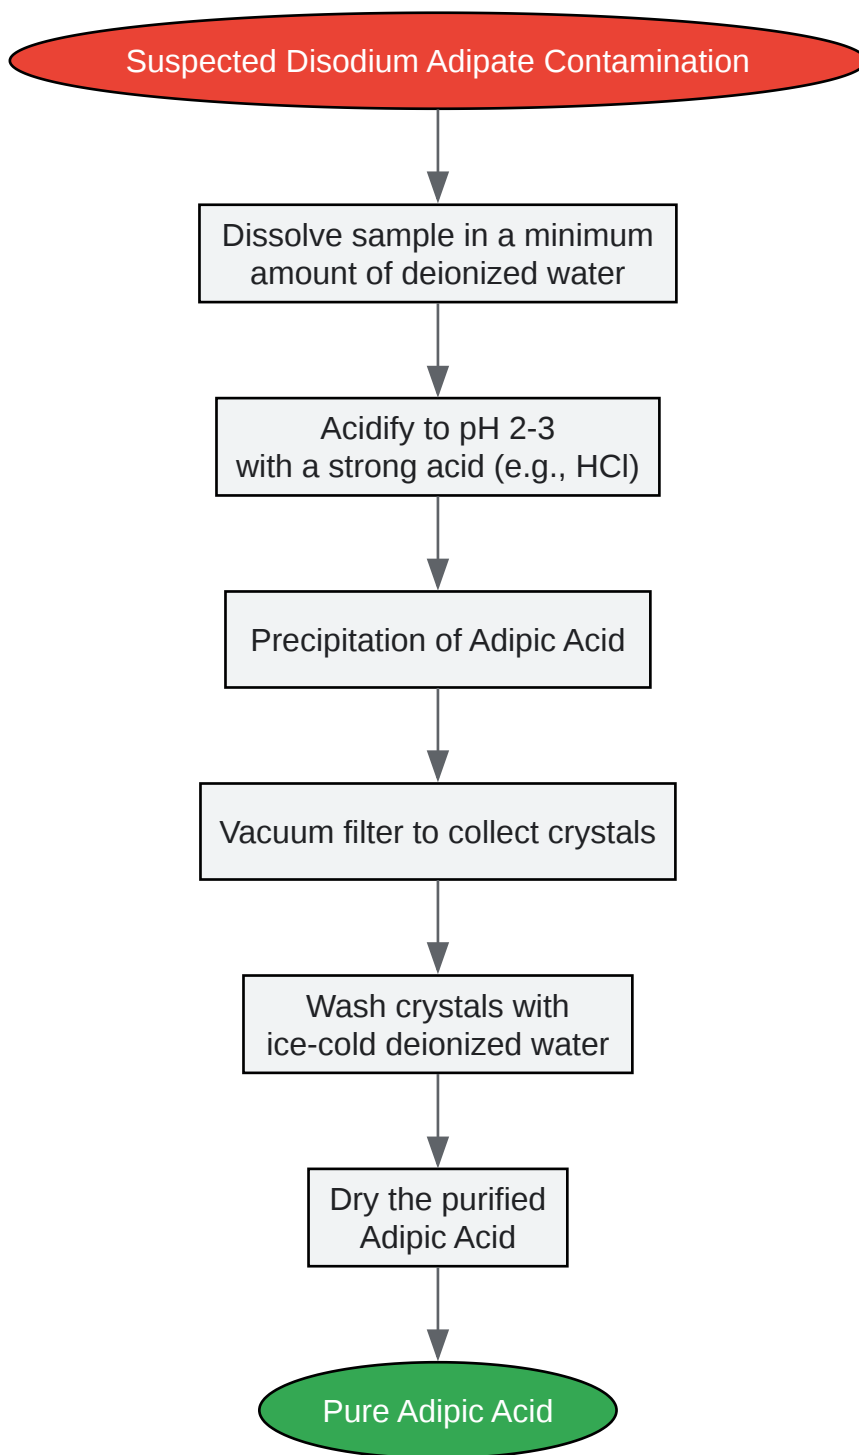 Suspected Disodium Adipate Contamination
Dissolve sample in a minimum
amount of deionized water
Acidify to pH 2-3
with a strong acid (e.g., HCl)
Precipitation of Adipic Acid
Vacuum filter to collect crystals
Wash crystals with
ice-cold deionized water
Dry the purified
Adipic Acid
Pure Adipic Acid